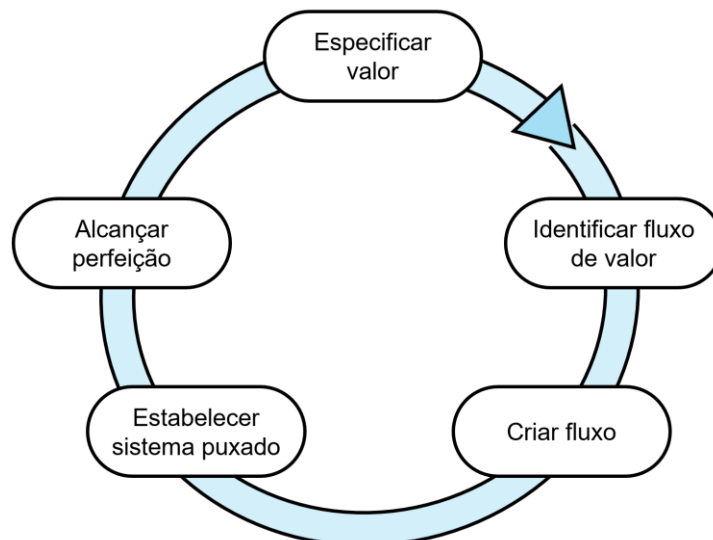 Especificar
valor
Identificar fluxo
de valor
Criar fluxo
Estabelecer
sistema puxado
Alcançar
perfeição